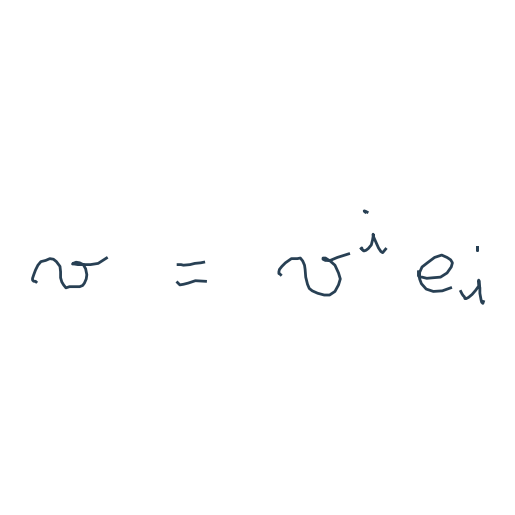 v = v^i e_i